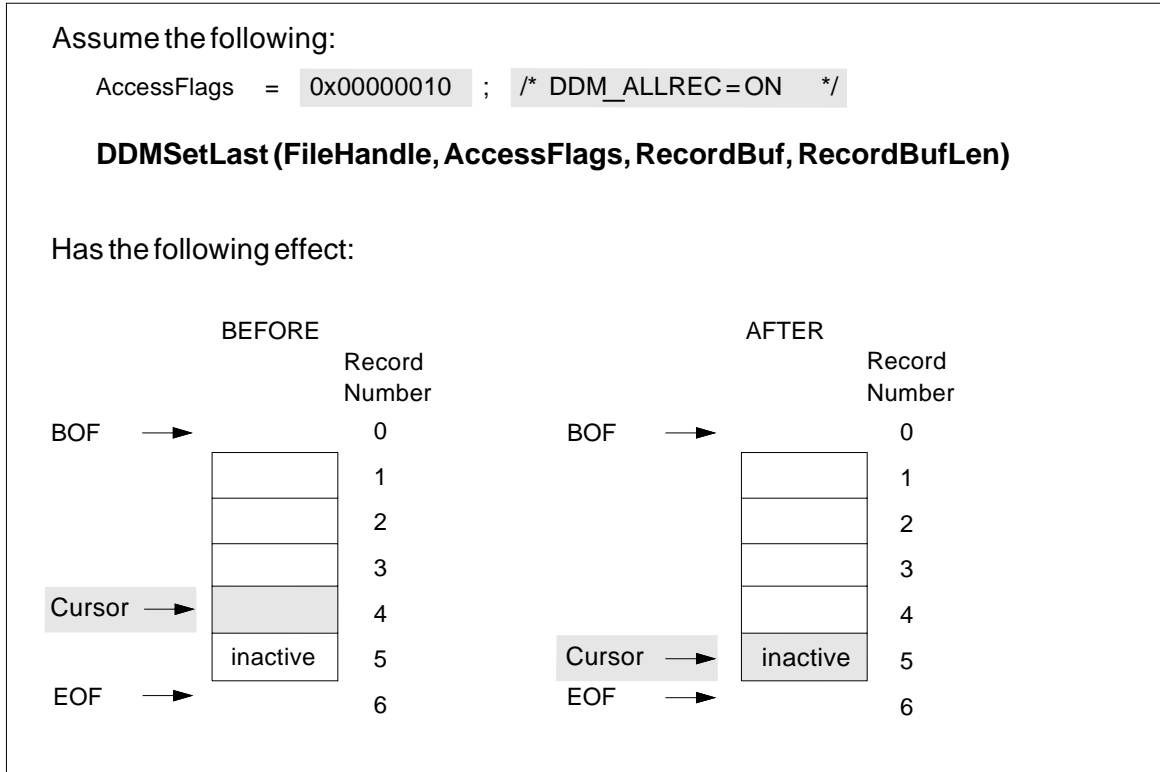 Assume the following:
AccessFlags = 0x00000010 ; /* DDM_ALLREC=ON */
DDMSetLast (FileHandle, AccessFlags, RecordBuf, RecordBufLen)
Has the following effect:
BEFORE
Record
Number
BOF 0
1
2
3
Cursor 4
inactive 5
EOF 6
AFTER
Record
Number
BOF 0
1
2
3
4
Cursor inactive 5
EOF 6